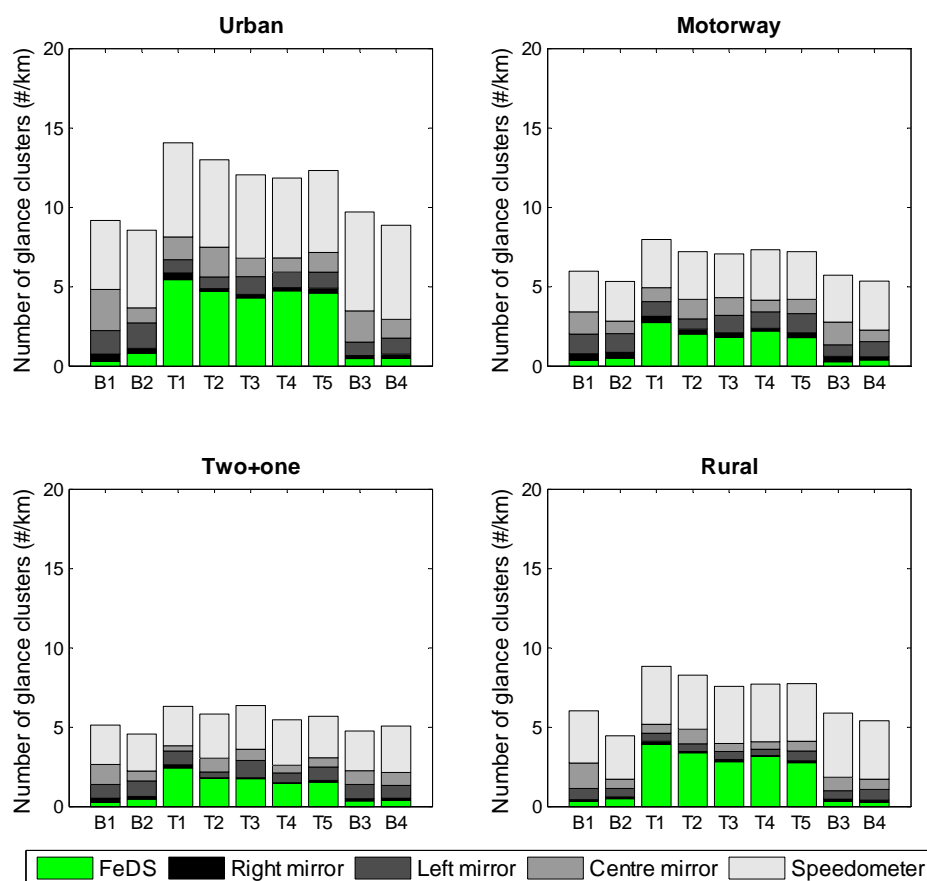 Urban
Number of glance clusters (#/km)
20
15
10
5
0
B1 B2 T1 T2 T3 T4 T5 B3 B4
Motorway
Number of glance clusters (#/km)
20
15
10
5
0
B1 B2 T1 T2 T3 T4 T5 B3 B4
Two+one
Number of glance clusters (#/km)
20
15
10
5
0
B1 B2 T1 T2 T3 T4 T5 B3 B4
Rural
Number of glance clusters (#/km)
20
15
10
5
0
B1 B2 T1 T2 T3 T4 T5 B3 B4
FeDS Right mirror Left mirror Centre mirror Speedometer